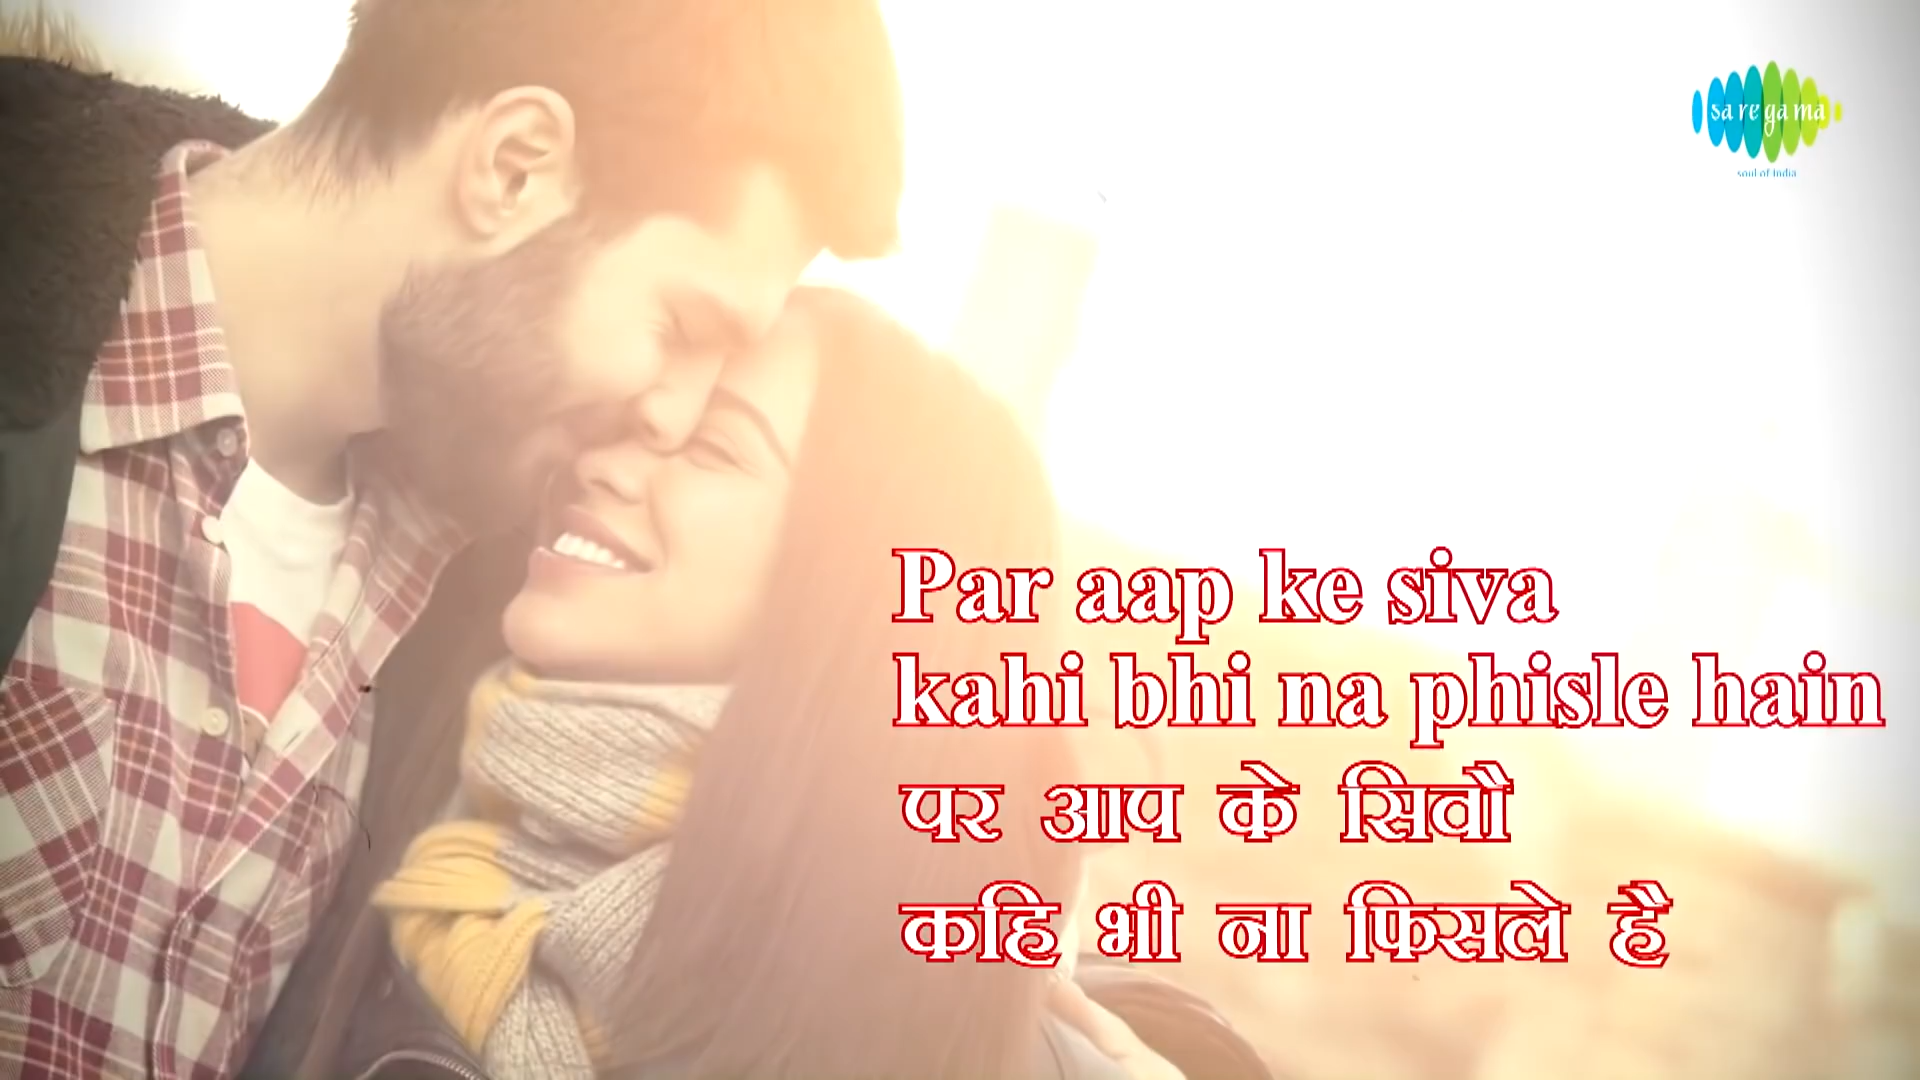 sa re ga ma
soul of India
Par aap ke siva
kahi bhi na phisle hain
पर आप के सिवाै
कहि भी ना फिसले है